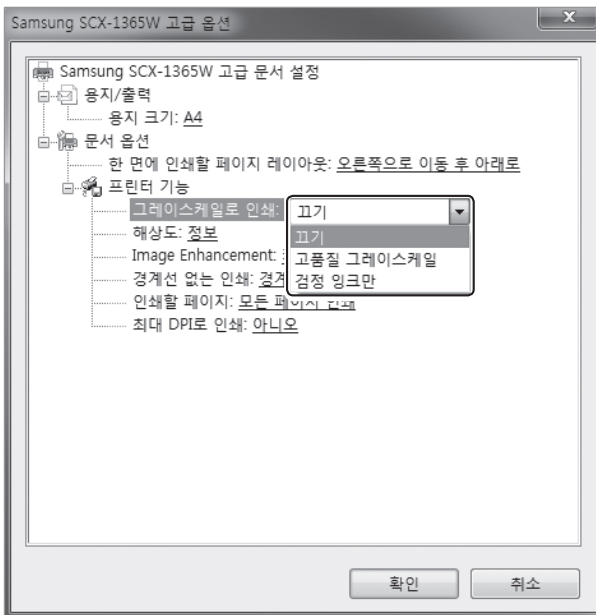 Samsung SCX-1365W 고급 옵션
Samsung SCX-1365W 고급 문서 설정
용지/출력
용지 크기: A4
문서 옵션
한 면에 인쇄할 페이지 레이아웃: 오른쪽으로 이동 후 아래로
프린터 기능
그레이스케일로 인쇄: 끄기
끄기
해상도: 정보
Image Enhancement:
고품질 그레이스케일
경계선 없는 인쇄:
검정 잉크만
인쇄할 페이지: 모든 페이지 인쇄
최대 DPI로 인쇄: 아니오
확인 취소